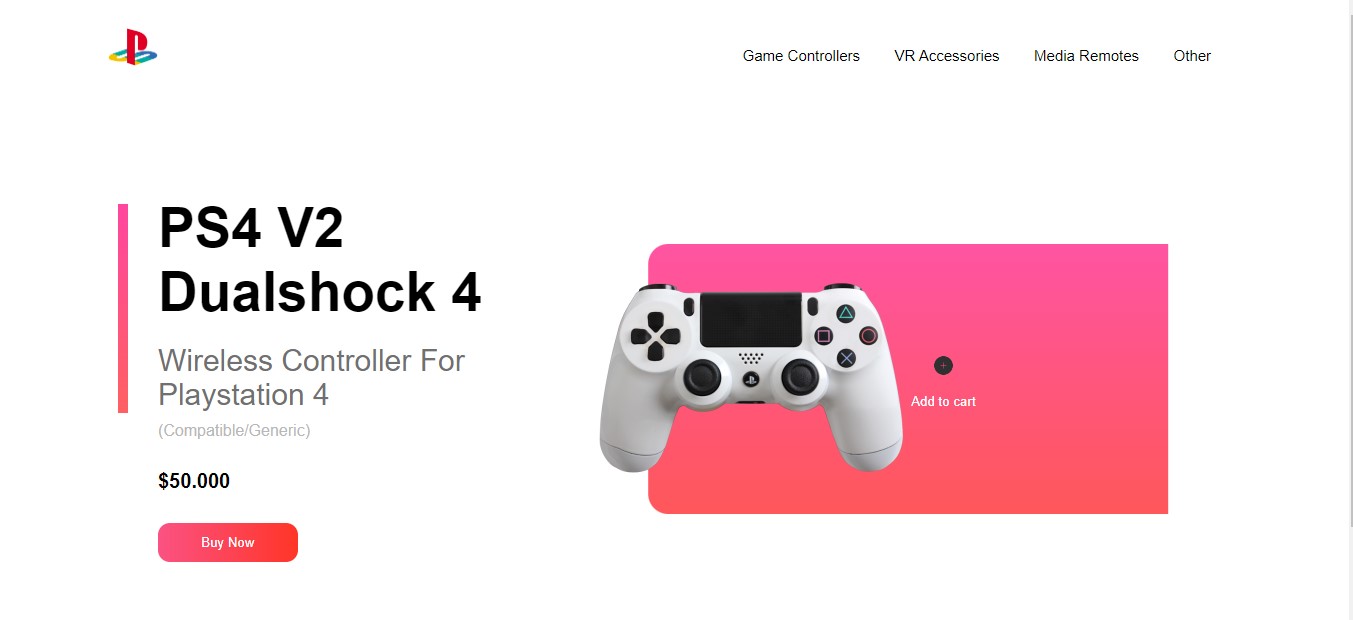 Game Controllers VR Accessories Media Remotes Other
PS4 V2
Dualshock 4
Wireless Controller For
Playstation 4
(Compatible/Generic)
$50.000
Buy Now
+
Add to cart